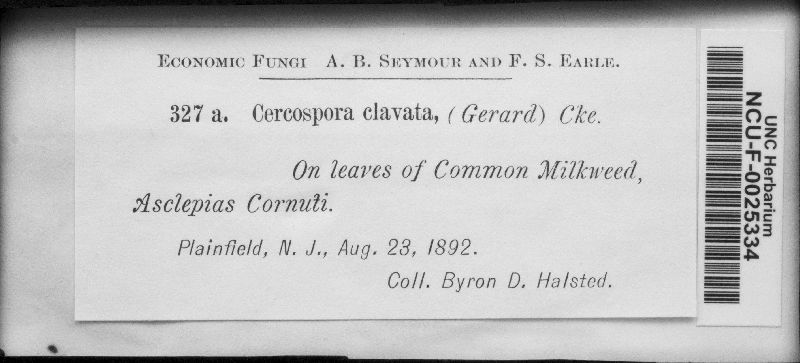 Economic Fungi A. B. Seymour and F. S. Earle.
327 a. Cercospora clavata, (Gerard) Cke.
On leaves of Common Milkweed,
Asclepias Cornuti.
Plainfield, N. J., Aug. 23, 1892.
Coll. Byron D. Halsted.
UNC Herbarium
NCU-F-0025334